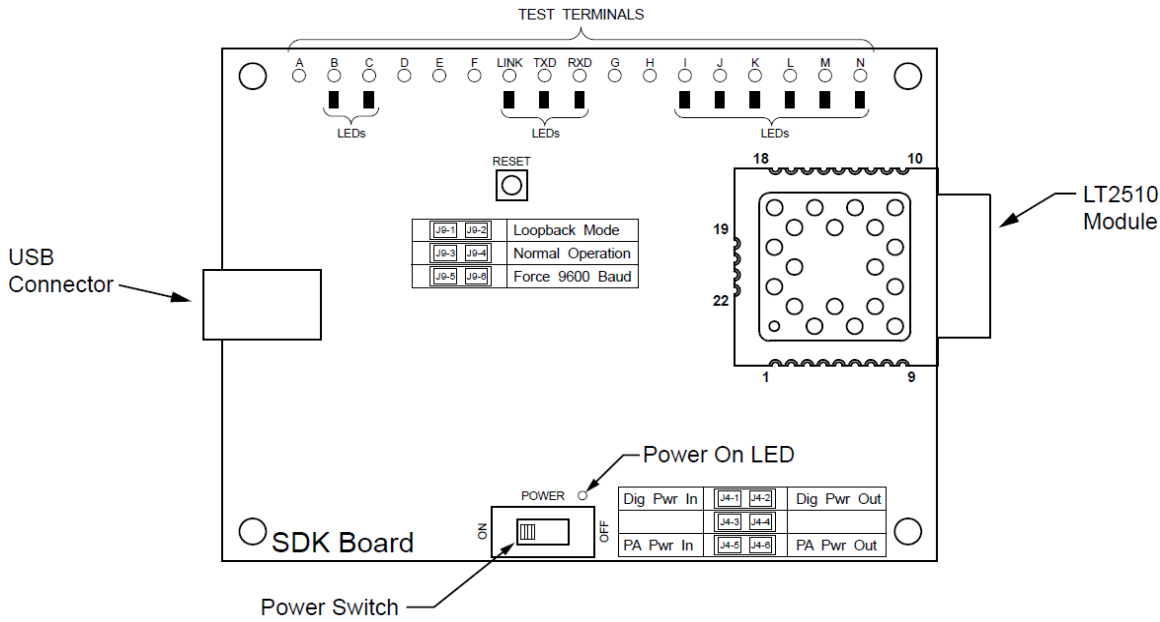 TEST TERMINALS
A B C D E F LINK TXD RXD G H I J K L M N
LEDs LEDs LEDs
RESET
18 10
LT2510
Module
J9-1 J9-2 Loopback Mode
19
J9-3 J9-4 Normal Operation
USB
Connector
J9-5 J9-6 Force 9600 Baud
22
1 9
Power On LED
POWER
Dig Pwr In J4-1 J4-2 Dig Pwr Out
J4-3 J4-4
ON OFF
SDK Board
PA Pwr In J4-5 J4-6 PA Pwr Out
Power Switch